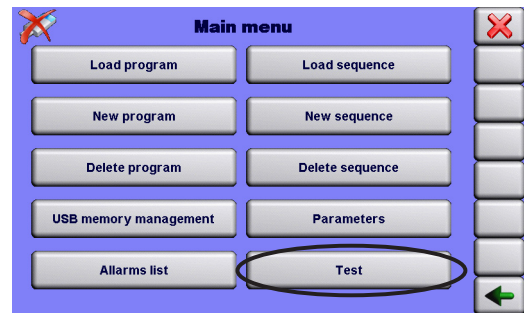 Main menu
Load program
Load sequence
New program
New sequence
Delete program
Delete sequence
USB memory management
Parameters
Allarms list
Test